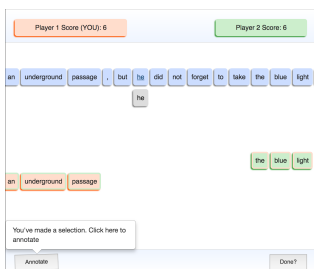 Player 1 Score (YOU): 6 Player 2 Score: 6
an underground passage , but he did not forget to take the blue light
he
the blue light
an underground passage
You've made a selection. Click here to
annotate
Annotate Done?